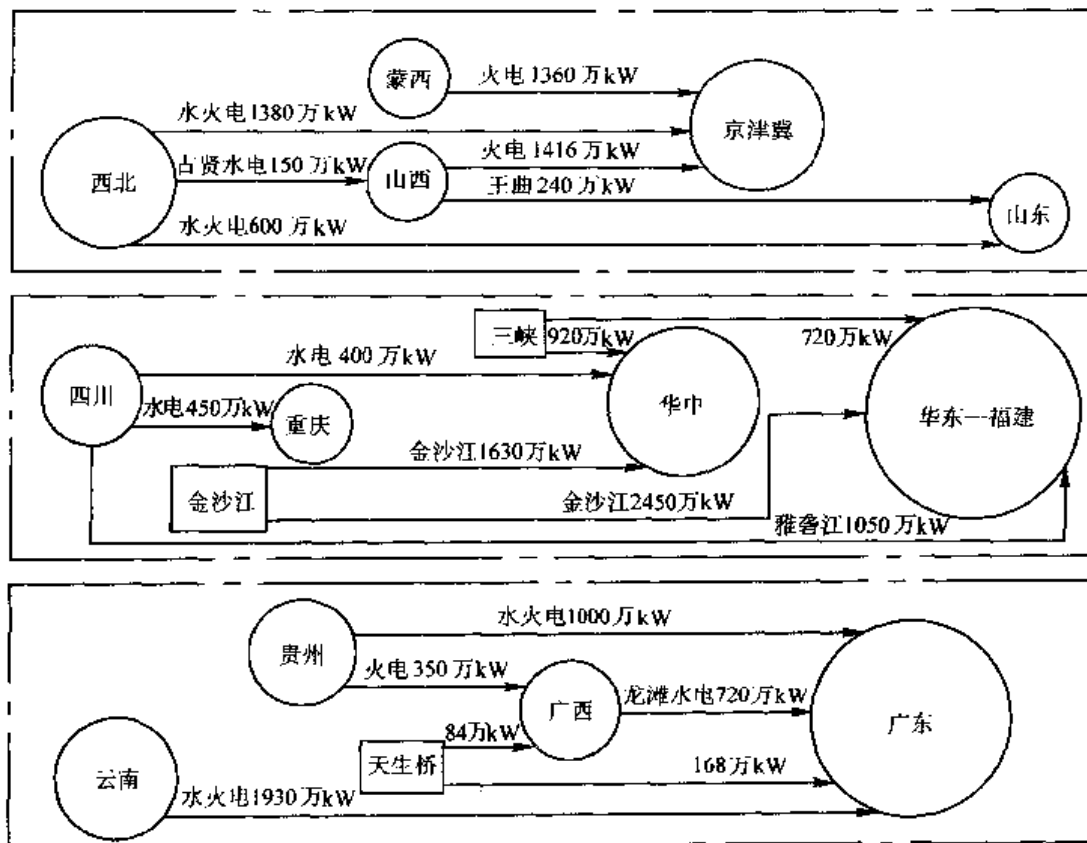 蒙西
火电1360万kW
京津冀
水火电1380万kW
西北
古贤水电150万kW
山西
火电1416万kW
王曲240万kW
山东
水火电600万kW
三峡
920万kW
720万kW
四川
水电400万kW
华中
华东—福建
水电450万kW
重庆
金沙江1630万kW
金沙江
金沙江2450万kW
雅砻江1050万kW
贵州
水火电1000万kW
火电350万kW
广西
龙滩水电720万kW
广东
84万kW
天生桥
168万kW
云南
水火电1930万kW